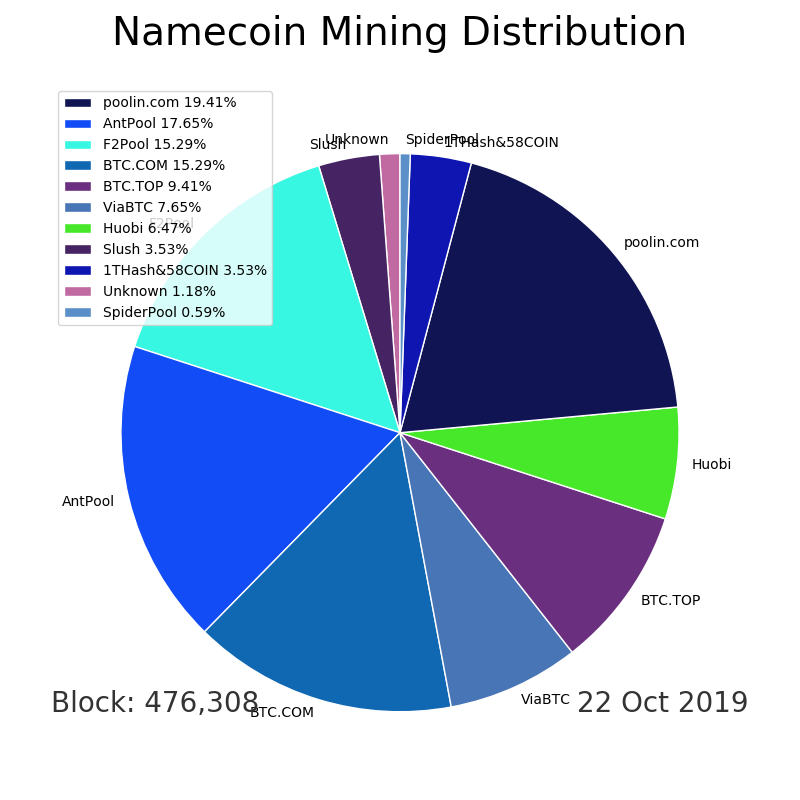 Namecoin Mining Distribution
poolin.com 19.41%
AntPool 17.65%
F2Pool 15.29%
BTC.COM 15.29%
BTC.TOP 9.41%
ViaBTC 7.65%
Huobi 6.47%
Slush 3.53%
1THash&58COIN 3.53%
Unknown 1.18%
SpiderPool 0.59%
Slush
Unknown
SpiderPool
1THash&58COIN
F2Pool
poolin.com
Huobi
AntPool
BTC.TOP
ViaBTC
BTC.COM
Block: 476,308
22 Oct 2019